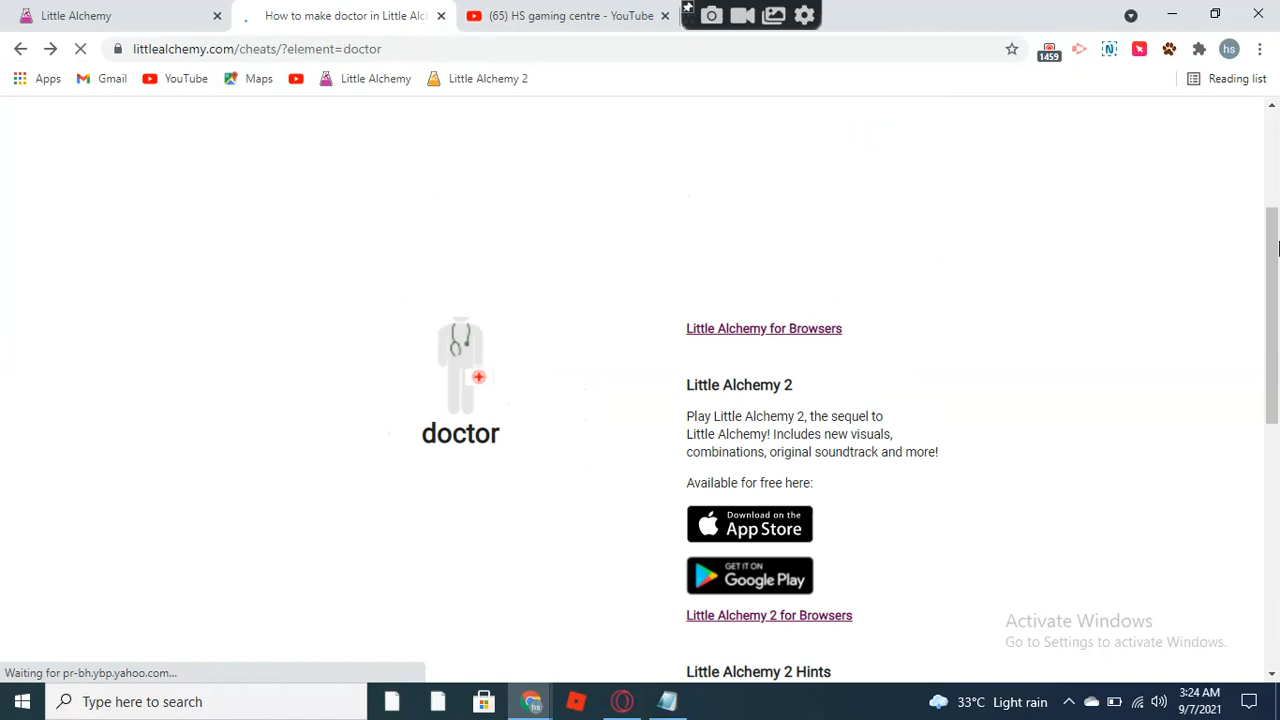 Little Alchemy
How to make doctor in Little Alc
(65) HS gaming centre - YouTube
littlealchemy.com/cheats/?element=doctor
1459
hs
Apps
Gmail
YouTube
Maps
Little Alchemy
Little Alchemy 2
Reading list
Little Alchemy for Browsers
doctor
Little Alchemy 2
Play Little Alchemy 2, the sequel to
Little Alchemy! Includes new visuals,
combinations, original soundtrack and more!
Available for free here:
Download on the
App Store
GET IT ON
Google Play
Little Alchemy 2 for Browsers
Little Alchemy 2 Hints
Activate Windows
Go to Settings to activate Windows.
Waiting for pr-bh.ybp.yahoo.com...
Type here to search
hs
33°C Light rain
3:24 AM
9/7/2021